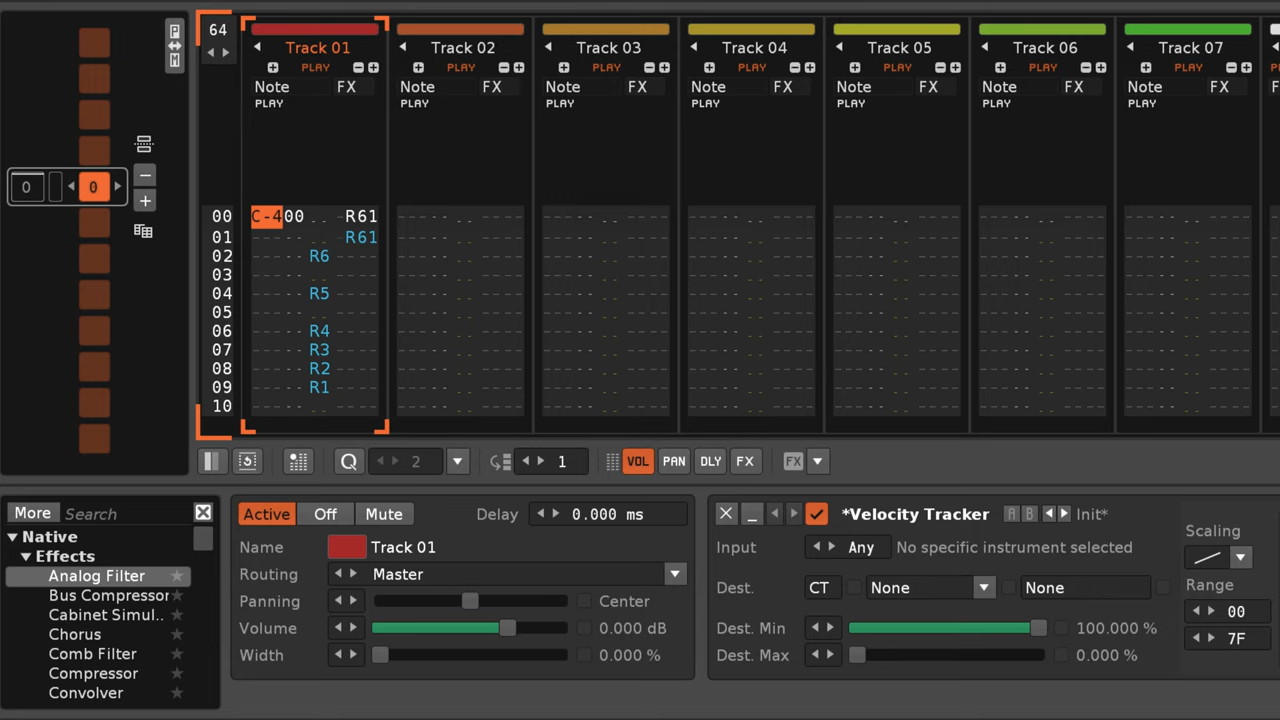 64 Track 01 Track 02 Track 03 Track 04 Track 05 Track 06 Track 07
PLAY PLAY PLAY PLAY PLAY PLAY PLAY
Note FX Note FX Note FX Note FX Note FX Note FX Note FX
PLAY PLAY PLAY PLAY PLAY PLAY PLAY
0 0
00 C-400 R61
01 R61
02 R6
03
04 R5
05
06 R4
07 R3
08 R2
09 R1
10
Q 2 1 VOL PAN DLY FX FX
More Search
Native
Effects
Analog Filter
Bus Compressor
Cabinet Simul..
Chorus
Comb Filter
Compressor
Convolver
Active Off Mute Delay 0.000 ms
Name Track 01
Routing Master
Panning Center
Volume 0.000 dB
Width 0.000 %
*Velocity Tracker A B Init*
Input Any No specific instrument selected
Dest. CT None None
Dest. Min 100.000 %
Dest. Max 0.000 %
Scaling
Range
00
7F